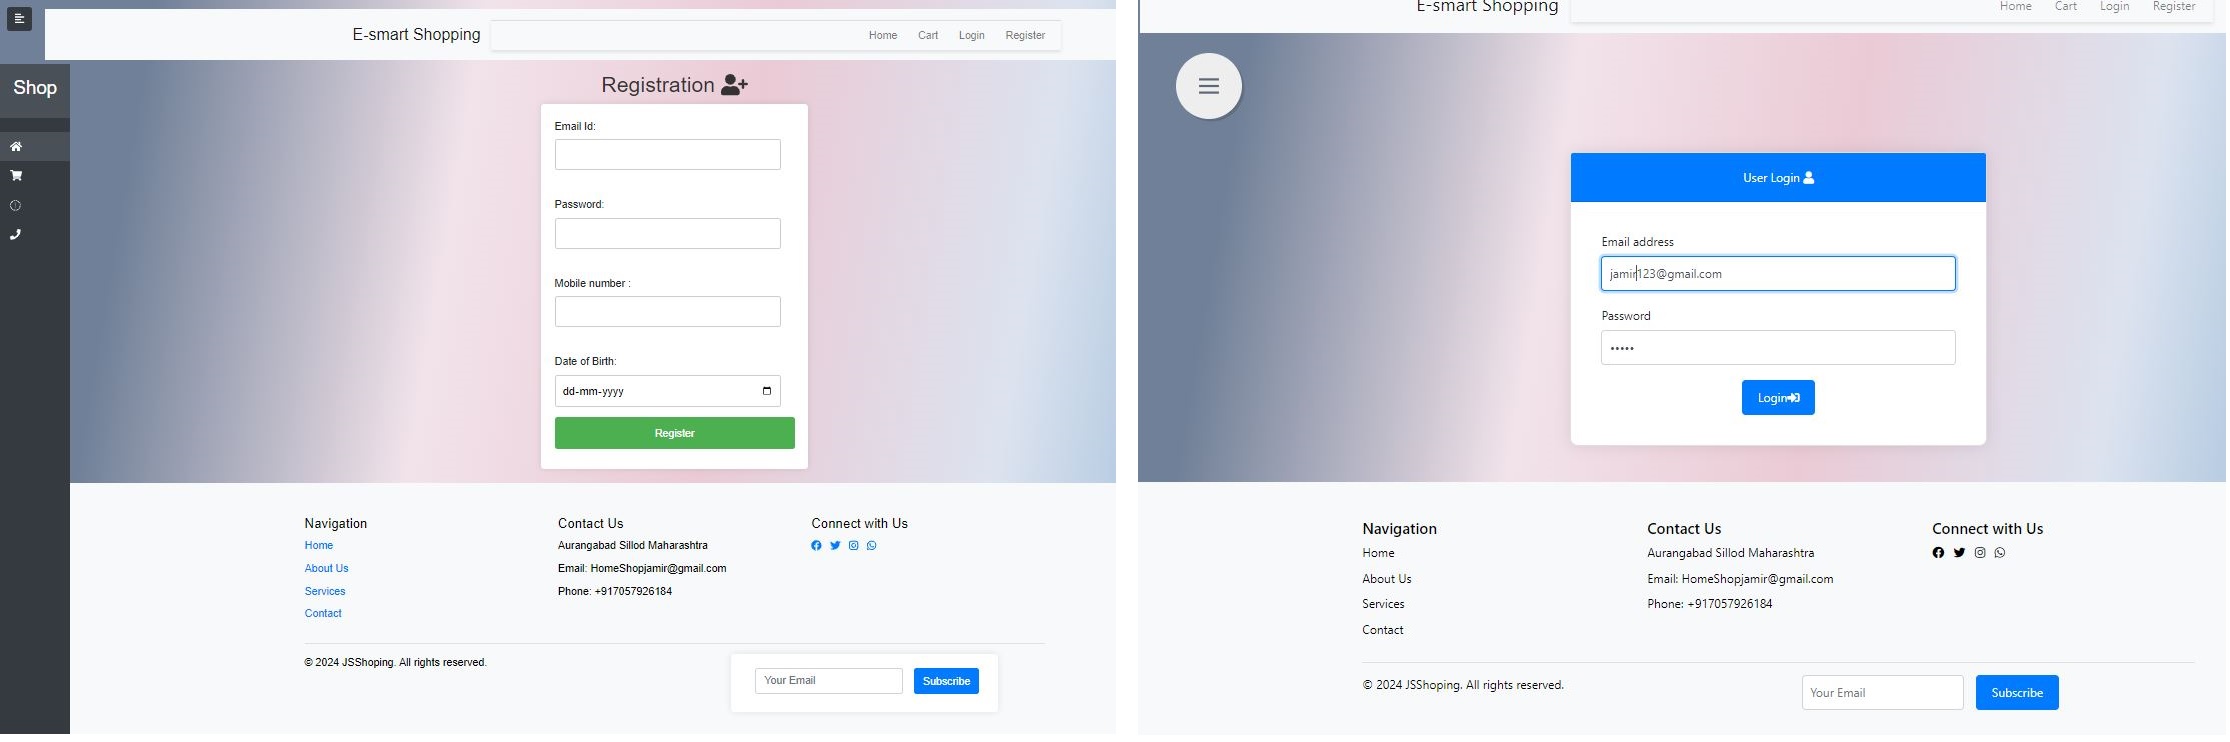 E-smart Shopping
Home Cart Login Register
Shop
Registration
Email Id:
Password:
Mobile number :
Date of Birth:
dd-mm-yyyy
Register
Navigation
Home
About Us
Services
Contact
Contact Us
Aurangabad Sillod Maharashtra
Email: HomeShopjamir@gmail.com
Phone: +917057926184
Connect with Us
© 2024 JSShoping. All rights reserved.
Your Email
Subscribe
E-smart Shopping
Home Cart Login Register
User Login
Email address
jamir123@gmail.com
Password
•••••
Login
Navigation
Home
About Us
Services
Contact
Contact Us
Aurangabad Sillod Maharashtra
Email: HomeShopjamir@gmail.com
Phone: +917057926184
Connect with Us
© 2024 JSShoping. All rights reserved.
Your Email
Subscribe